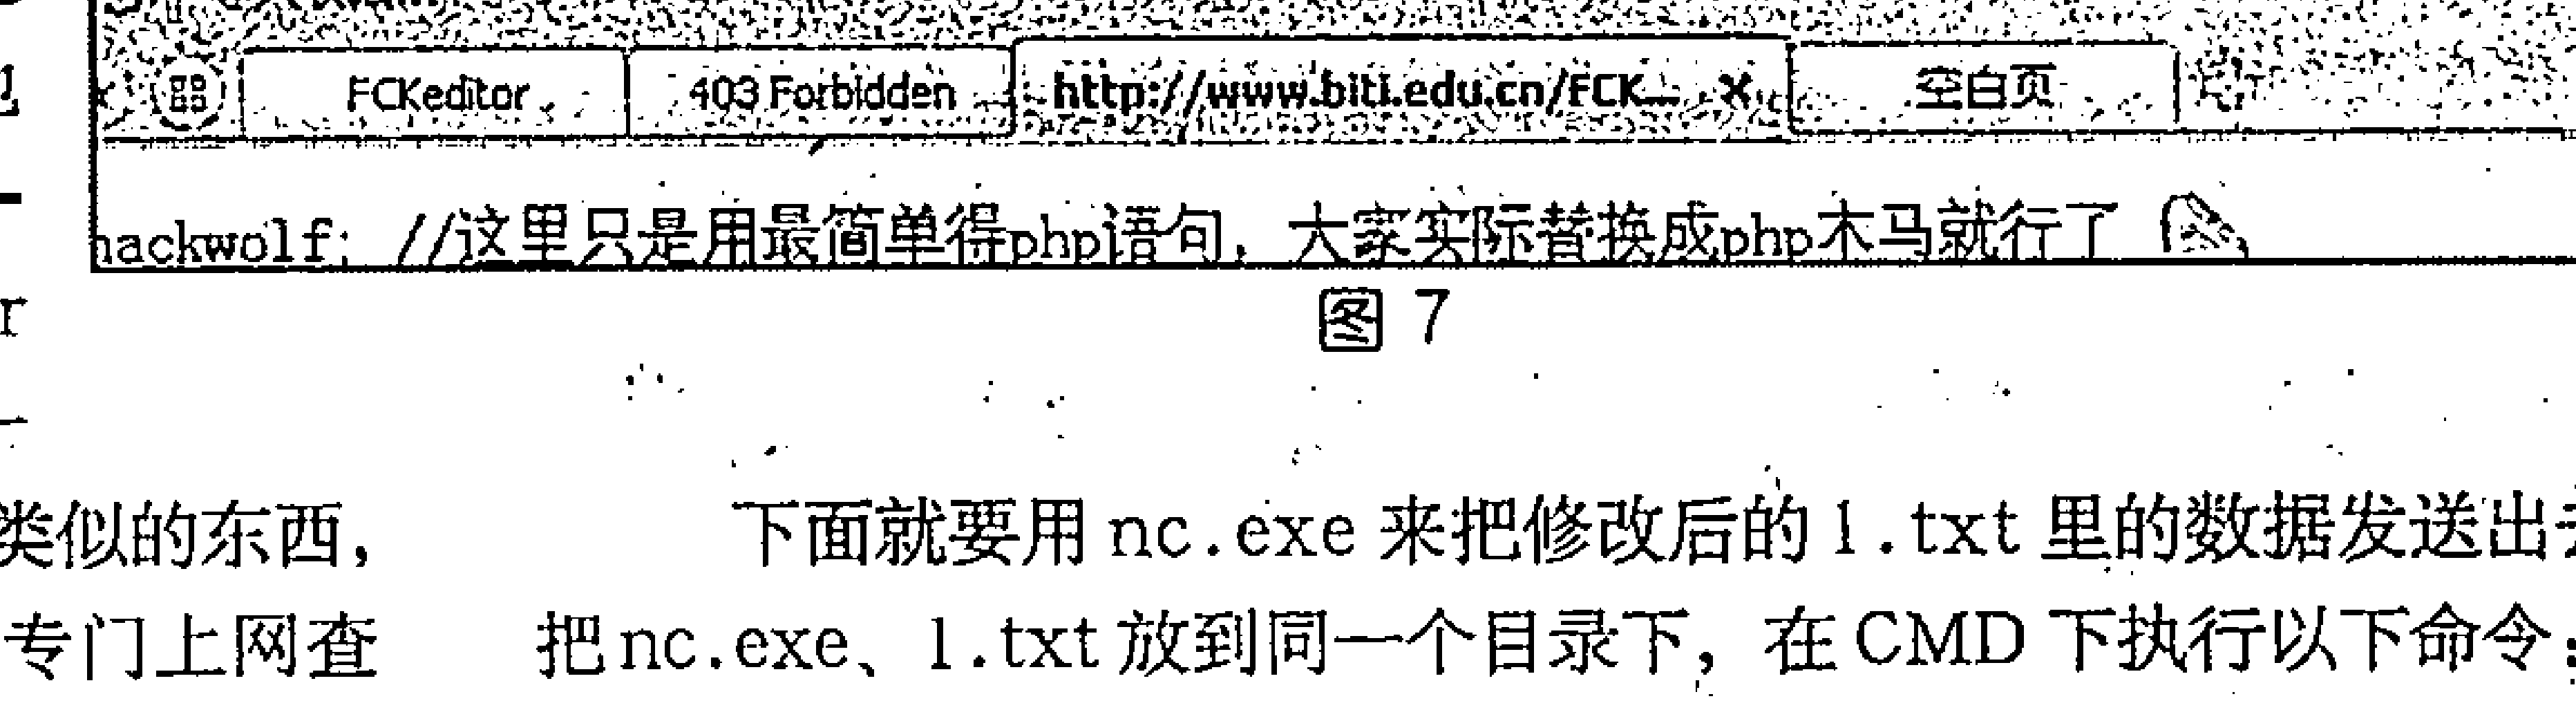 FCKeditor 403 Forbidden http://www.biti.edu.cn/FCK... 空白页
hackwolf; //这里只是用最简单得php语句，大家实际替换成php木马就行了
图 7
类似的东西，
专门上网查
下面就要用 nc.exe 来把修改后的 1.txt 里的数据发送出去
把 nc.exe、1.txt 放到同一个目录下，在 CMD 下执行以下命令：